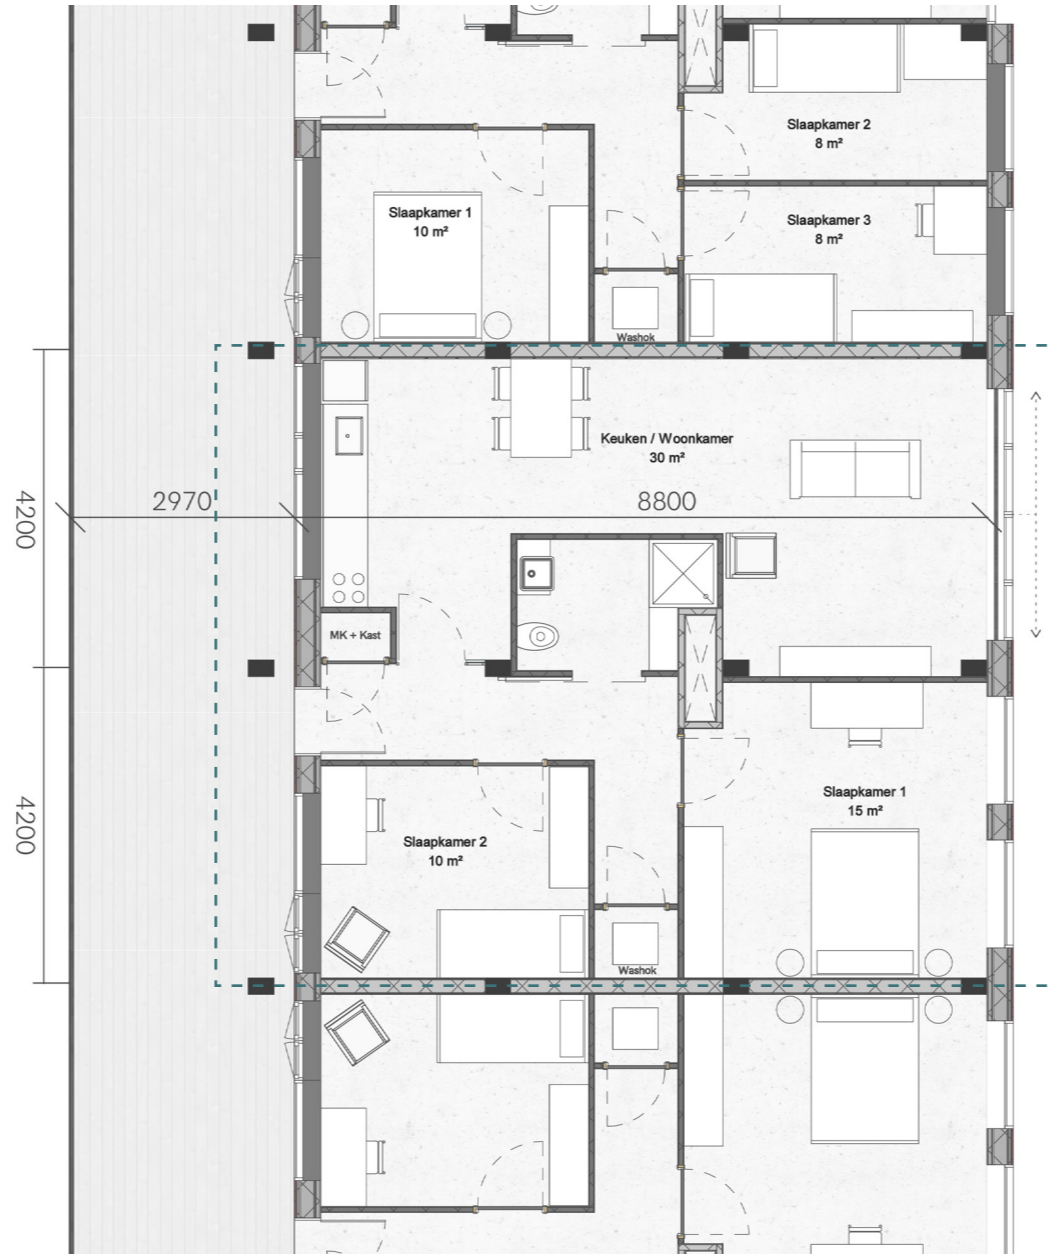 Slaapkamer 2
8 m²
Slaapkamer 1
10 m²
Slaapkamer 3
8 m²
Washok
Keuken / Woonkamer
30 m²
4200
2970
8800
MK + Kast
4200
Slaapkamer 1
15 m²
Slaapkamer 2
10 m²
Washok